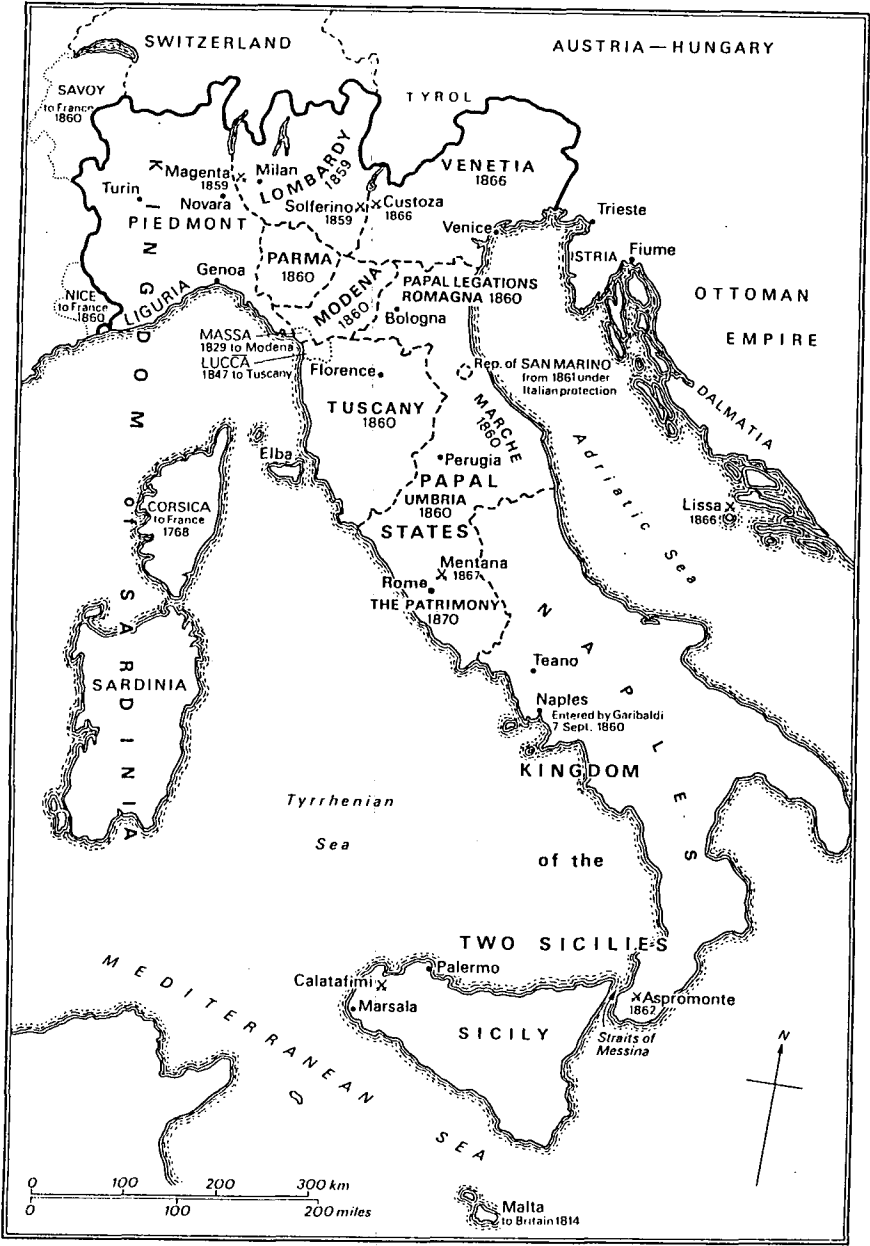 SWITZERLAND
AUSTRIA—HUNGARY
SAVOY
to France
1860
TYROL
VENETIA
1866
LOMBARDY
1859
Magenta
1859
Milan
Turin
Novara
Solferino
1859
Custoza
1866
PIEDMONT
Venice
Trieste
ISTRIA
Fiume
PARMA
1860
Genoa
MODENA
1860
PAPAL LEGATIONS
ROMAGNA 1860
OTTOMAN
EMPIRE
NICE
to France
1860
LIGURIA
Bologna
MASSA
1829 to Modena
LUCCA
1847 to Tuscany
Florence
Rep. of SAN MARINO
from 1861 under
Italian protection
TUSCANY
1860
MARCHE
1860
DALMATIA
Adriatic Sea
Elba
Perugia
PAPAL
UMBRIA
1860
STATES
CORSICA
to France
1768
Lissa
1866
Mentana
1867
Rome
THE PATRIMONY
1870
KINGDOM of SARDINIA
SARDINIA
NAPLES
Teano
Naples
Entered by Garibaldi
7 Sept. 1860
KINGDOM
of the
TWO SICILIES
Tyrrhenian
Sea
MEDITERRANEAN SEA
Palermo
Calatafimi
Marsala
SICILY
Aspromonte
1862
Straits of
Messina
N
0 100 200 300 km
0 100 200 miles
Malta
to Britain 1814